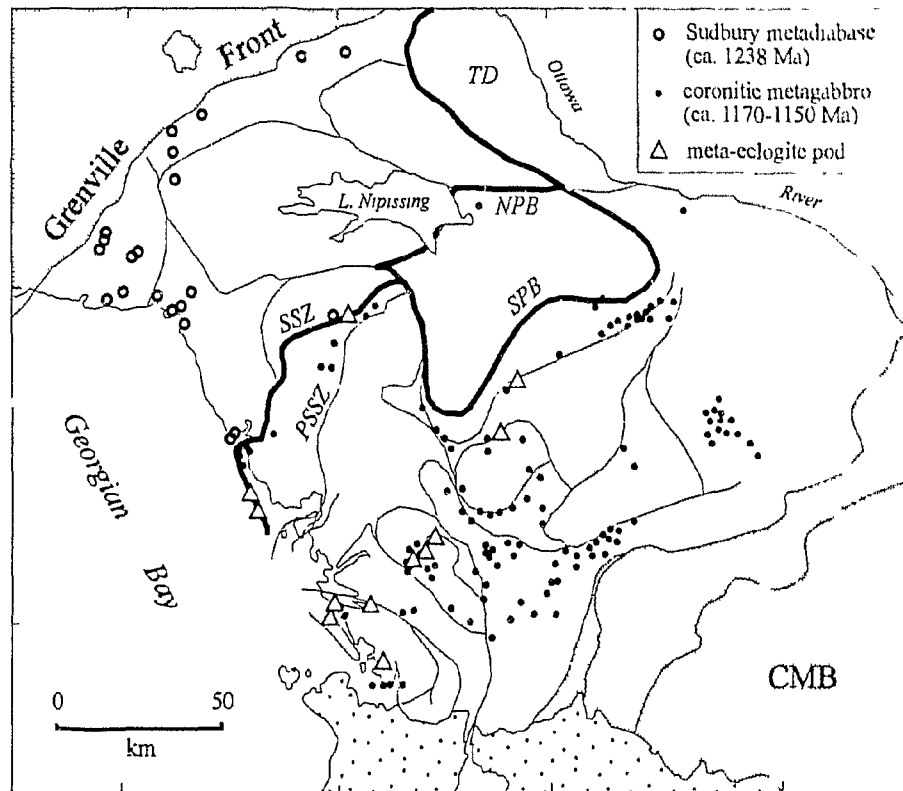 Sudbury metadiabase
(ca. 1238 Ma)
coronitic metagabbro
(ca. 1170-1150 Ma)
meta-eclogite pod
Grenville Front
TD
Ottawa
River
L. Nipissing
NPB
SPB
SSZ
PSSZ
Georgian
Bay
CMB
0 50
km